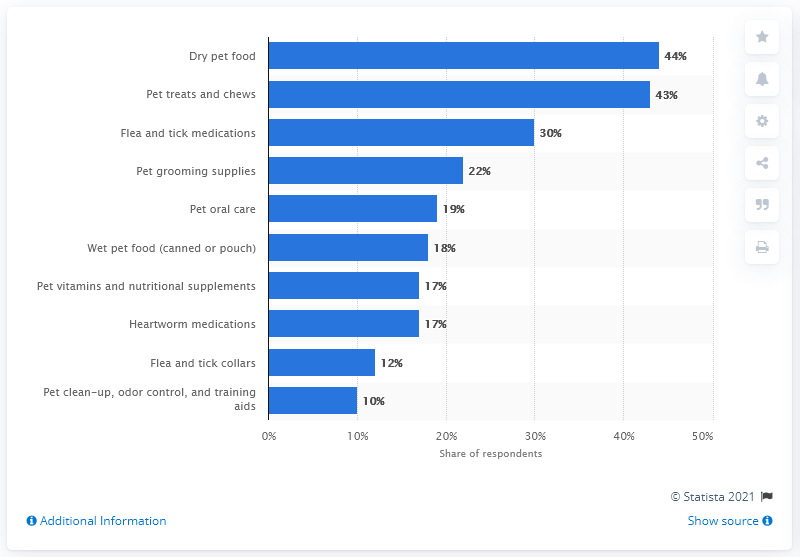 Dry pet food 44%
Pet treats and chews 43%
Flea and tick medications 30%
Pet grooming supplies 22%
Pet oral care 19%
Wet pet food (canned or pouch) 18%
Pet vitamins and nutritional supplements 17%
Heartworm medications 17%
Flea and tick collars 12%
Pet clean-up, odor control, and training
aids 10%
0% 10% 20% 30% 40% 50%
Share of respondents
© Statista 2021
Additional Information Show source